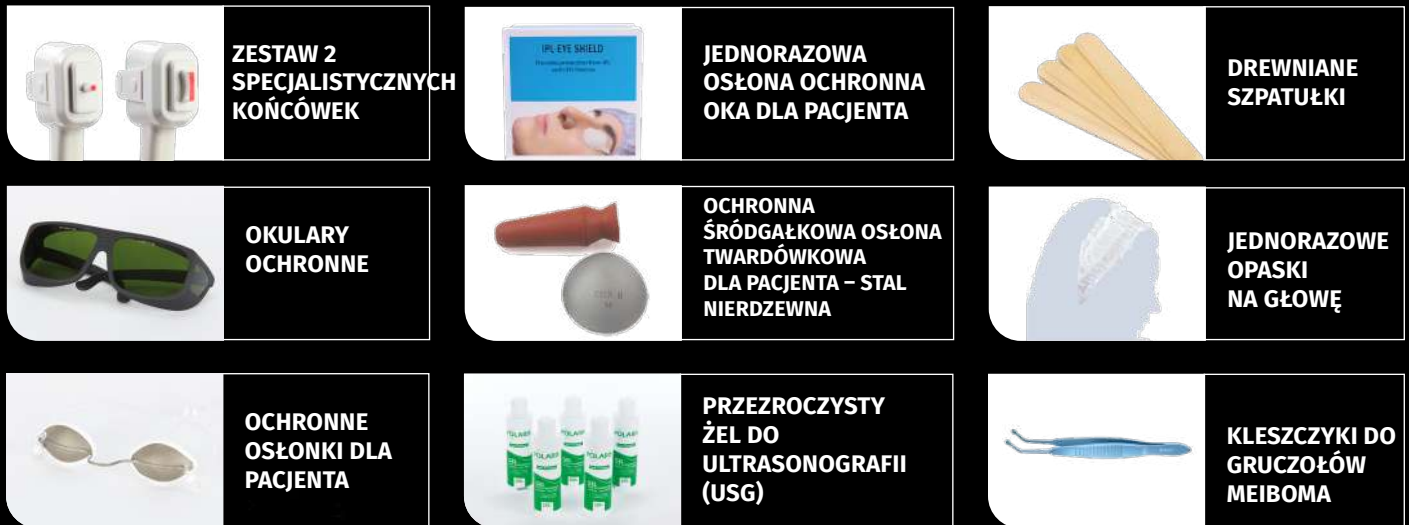 ZESTAW 2
SPECJALISTYCZNYCH
KOŃCÓWEK
IPL-EYE SHIELD
JEDNORAZOWA
OSŁONA OCHRONNA
OKA DLA PACJENTA
DREWNIANE
SZPATUŁKI
OKULARY
OCHRONNE
OCHRONNA
ŚRÓDGAŁKOWA OSŁONA
TWARDÓWKOWA
DLA PACJENTA – STAL
NIERDZEWNA
JEDNORAZOWE
OPASKI
NA GŁOWĘ
OCHRONNE
OSŁONKI DLA
PACJENTA
PRZEZROCZYSTY
ŻEL DO
ULTRASONOGRAFII
(USG)
KLESZCZYKI DO
GRUCZOŁÓW
MEIBOMA